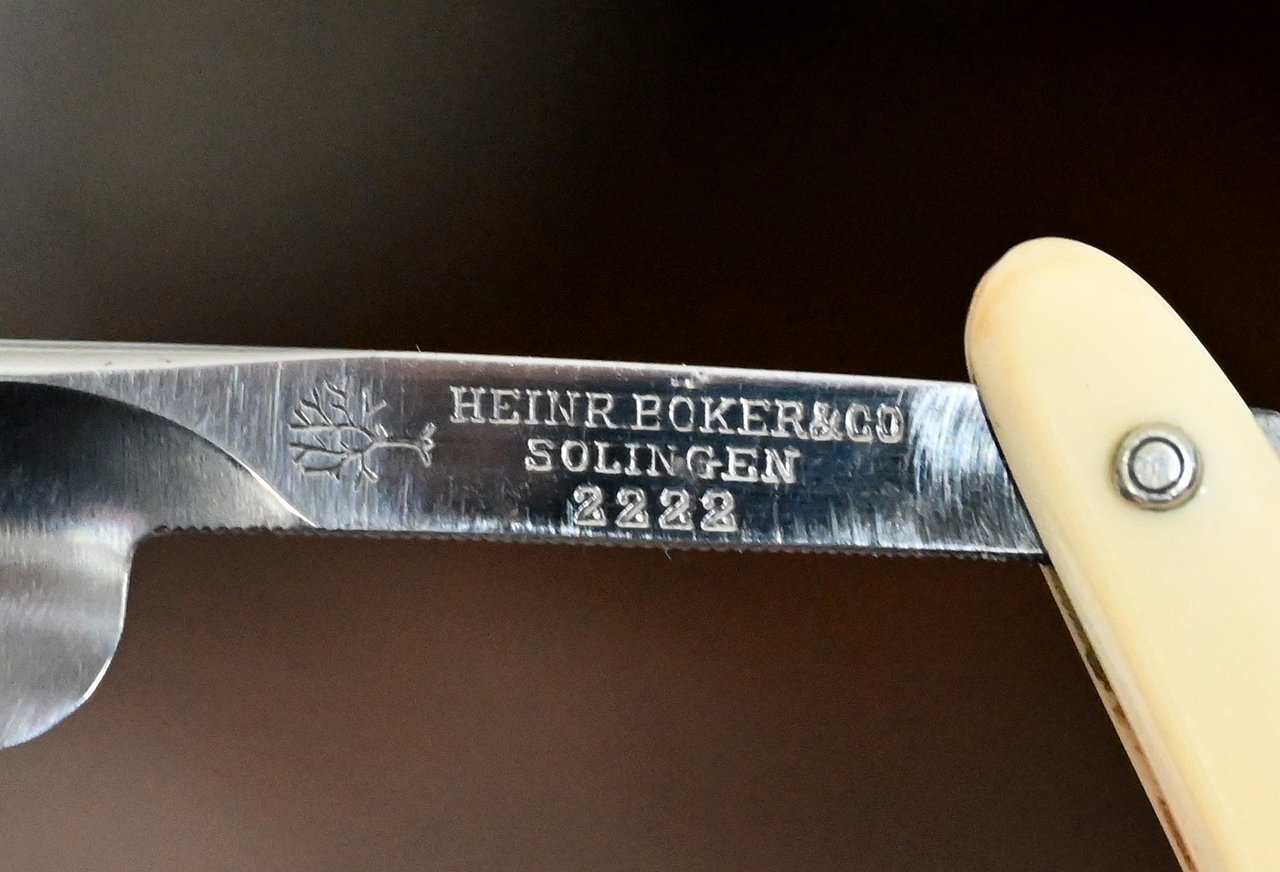 HEINR. BÖKER & CO
SOLINGEN
2222